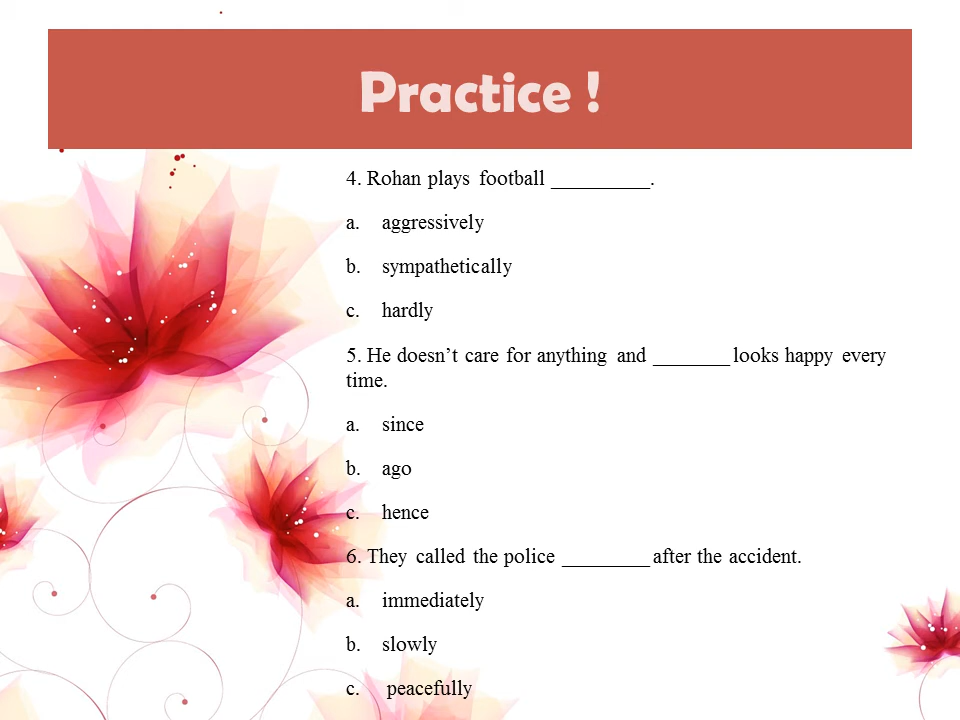 Practice !
4. Rohan plays football __________.
a. aggressively
b. sympathetically
c. hardly
5. He doesn’t care for anything and ________ looks happy every
time.
a. since
b. ago
c. hence
6. They called the police _________ after the accident.
a. immediately
b. slowly
c. peacefully